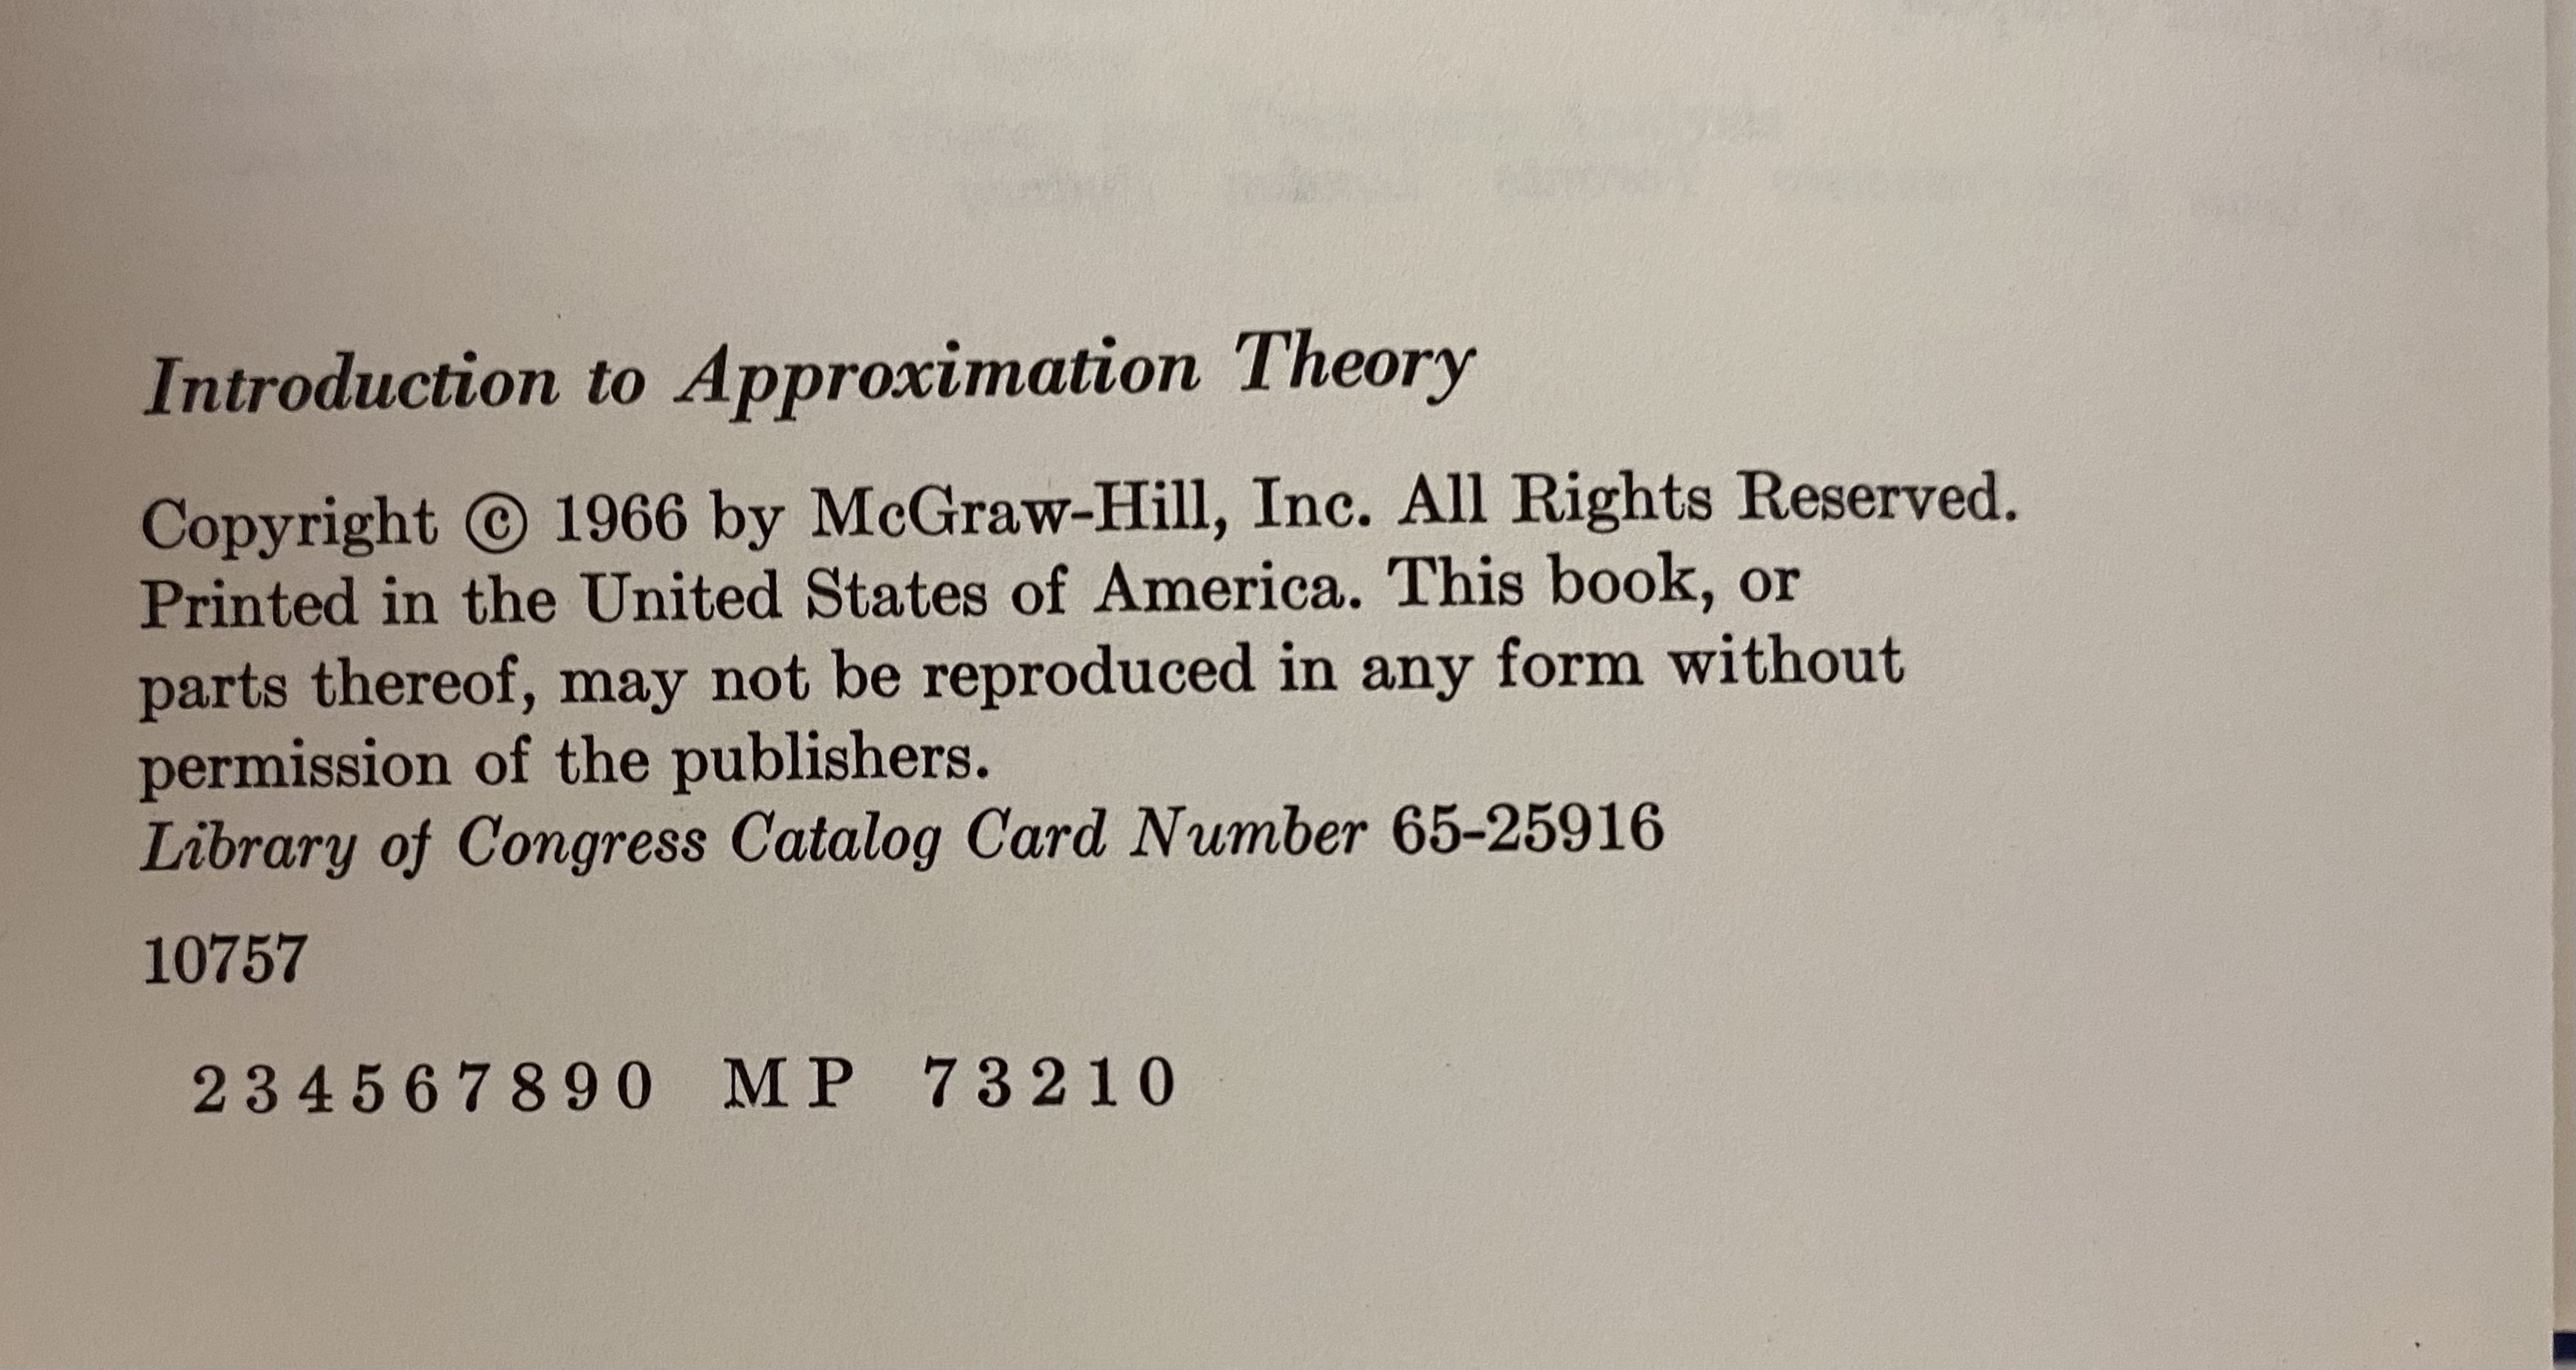 Introduction to Approximation Theory
Copyright © 1966 by McGraw-Hill, Inc. All Rights Reserved.
Printed in the United States of America. This book, or
parts thereof, may not be reproduced in any form without
permission of the publishers.
Library of Congress Catalog Card Number 65-25916
10757
2 3 4 5 6 7 8 9 0 M P 7 3 2 1 0